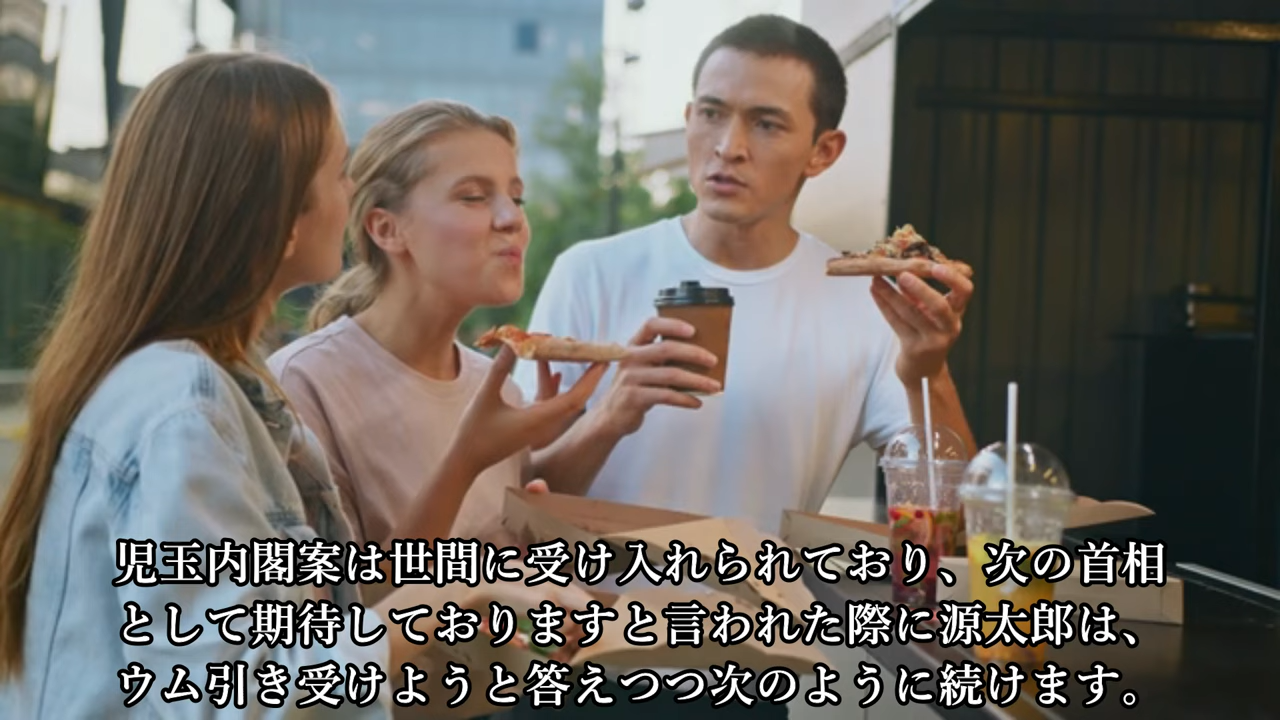 児玉内閣案は世間に受け入れられており、次の首相
として期待しておりますと言われた際に源太郎は、
ウム引き受けようと答えつつ次のように続けます。